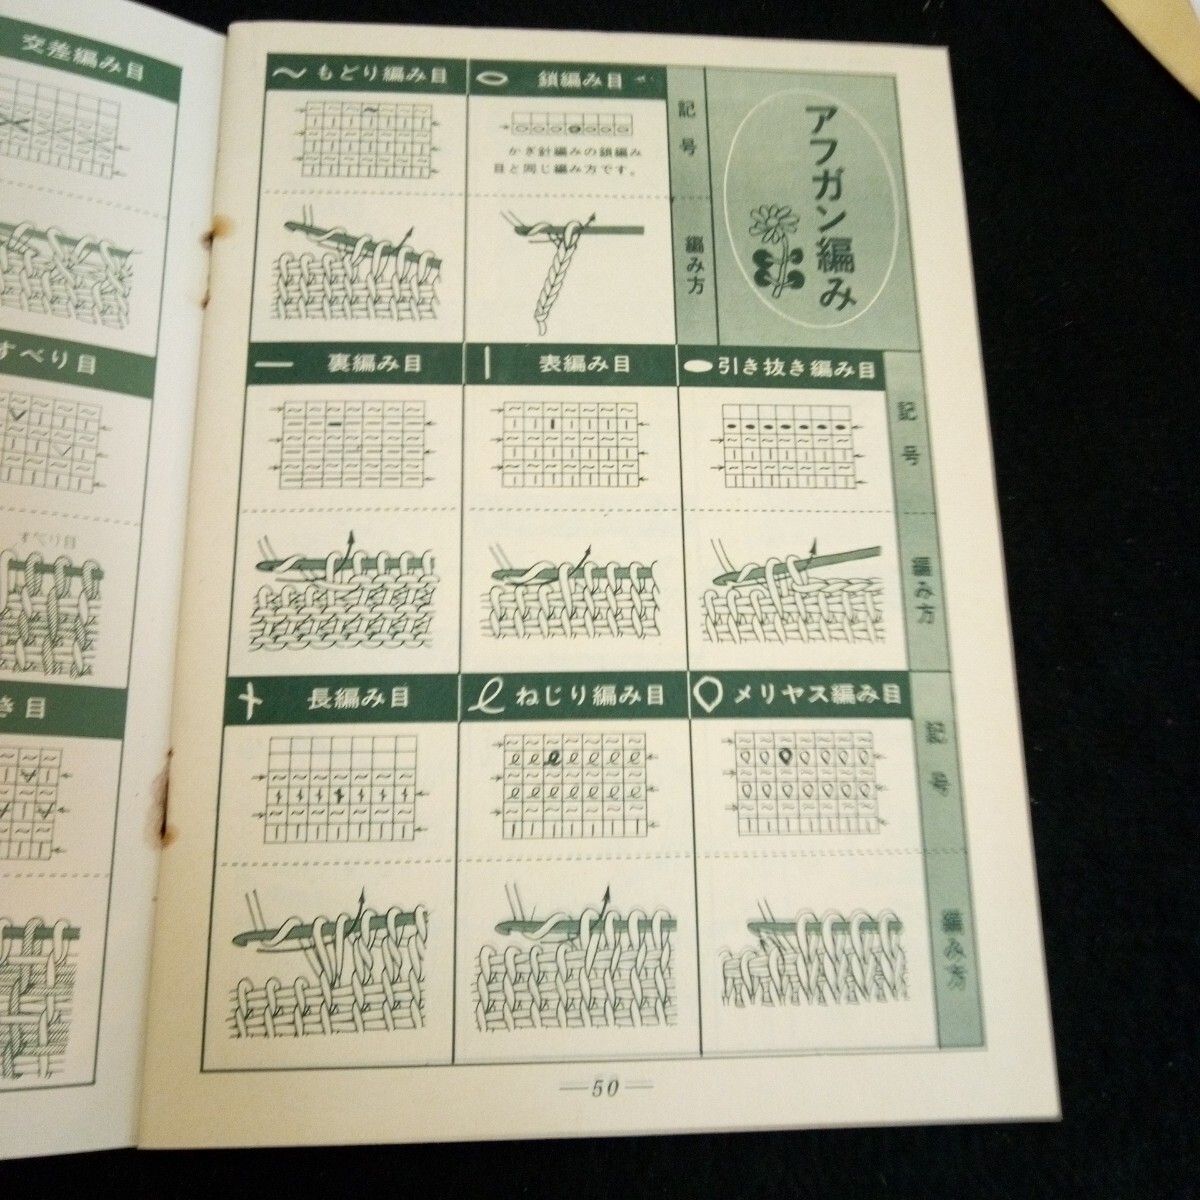 アフガン編み
記号
編み方
鎖編み目
かぎ針編みの鎖編み
目と同じ編み方です。
もどり編み目
記号
編み方
引き抜き編み目
表編み目
裏編み目
記号
編み方
メリヤス編み目
ねじり編み目
長編み目
50
交差編み目
すべり目
すべり目
き目